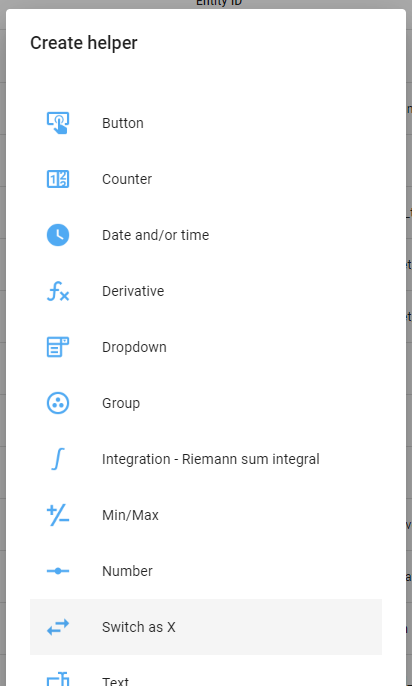 Entity ID
Create helper
Button
Counter
Date and/or time
Derivative
Dropdown
Group
Integration - Riemann sum integral
Min/Max
Number
Switch as X
Text